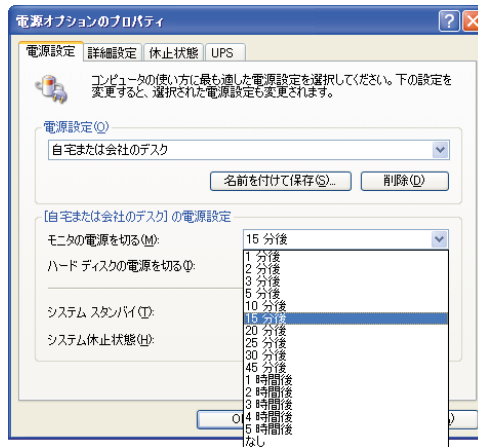 電源オプションのプロパティ
電源設定 詳細設定 休止状態 UPS
コンピュータの使い方に最も適した電源設定を選択してください。下の設定を
変更すると、選択された電源設定も変更されます。
電源設定(O)
自宅または会社のデスク
名前を付けて保存(S)... 削除(D)
[自宅または会社のデスク] の電源設定
モニタの電源を切る(M): 15 分後
ハード ディスクの電源を切る(I):
システム スタンバイ(T):
システム休止状態(H):
1 分後
2 分後
3 分後
5 分後
10 分後
15 分後
20 分後
25 分後
30 分後
45 分後
1 時間後
2 時間後
3 時間後
4 時間後
5 時間後
なし